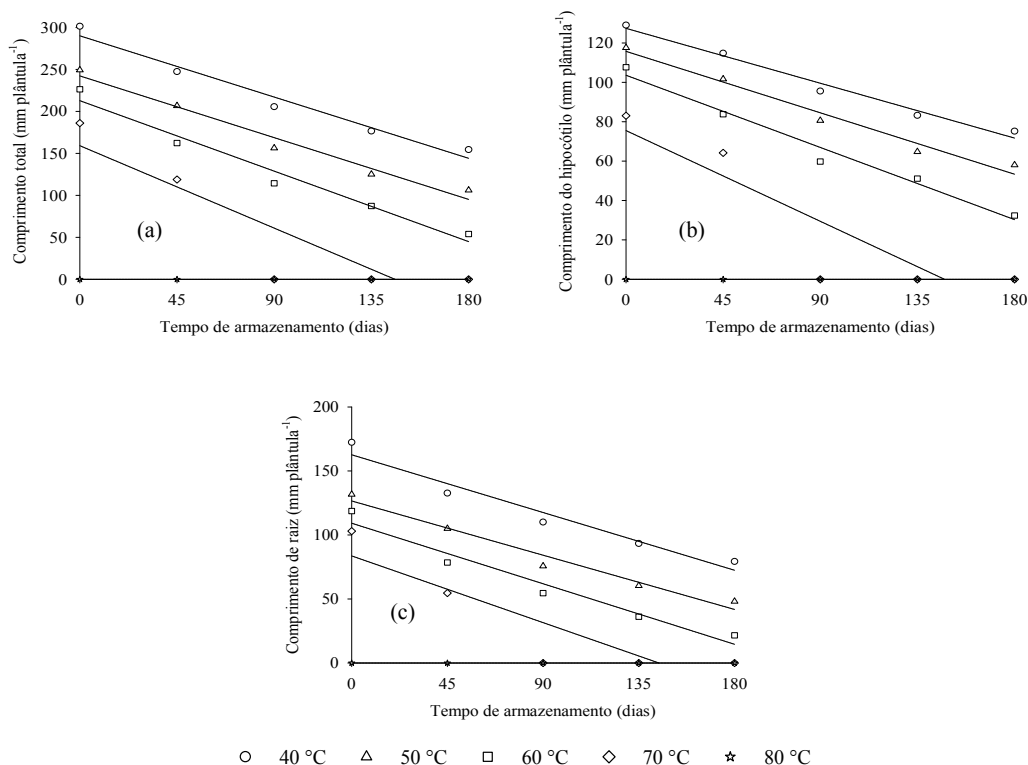 Comprimento total (mm plântula⁻¹)
300
250
200
150
100
50
0
(a)
0 45 90 135 180
Tempo de armazenamento (dias)
Comprimento do hipocótilo (mm plântula⁻¹)
120
100
80
60
40
20
0
(b)
0 45 90 135 180
Tempo de armazenamento (dias)
Comprimento de raiz (mm plântula⁻¹)
200
150
100
50
0
(c)
0 45 90 135 180
Tempo de armazenamento (dias)
40 °C 50 °C 60 °C 70 °C 80 °C